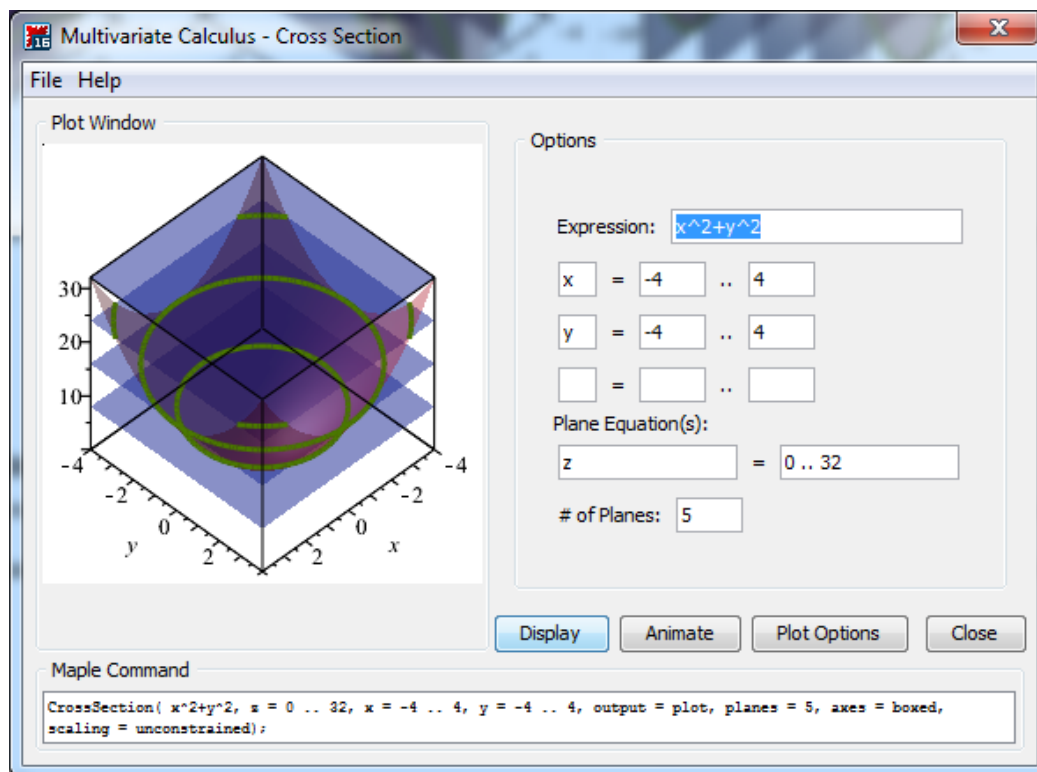 16 Multivariate Calculus - Cross Section
X
File Help
Plot Window
30
20
10
-4
-2
0
2
y
-4
-2
0
2
x
Options
Expression: x^2+y^2
x = -4 .. 4
y = -4 .. 4
= ..
Plane Equation(s):
z = 0 .. 32
# of Planes: 5
Display Animate Plot Options Close
Maple Command
CrossSection( x^2+y^2, z = 0 .. 32, x = -4 .. 4, y = -4 .. 4, output = plot, planes = 5, axes = boxed,
scaling = unconstrained);